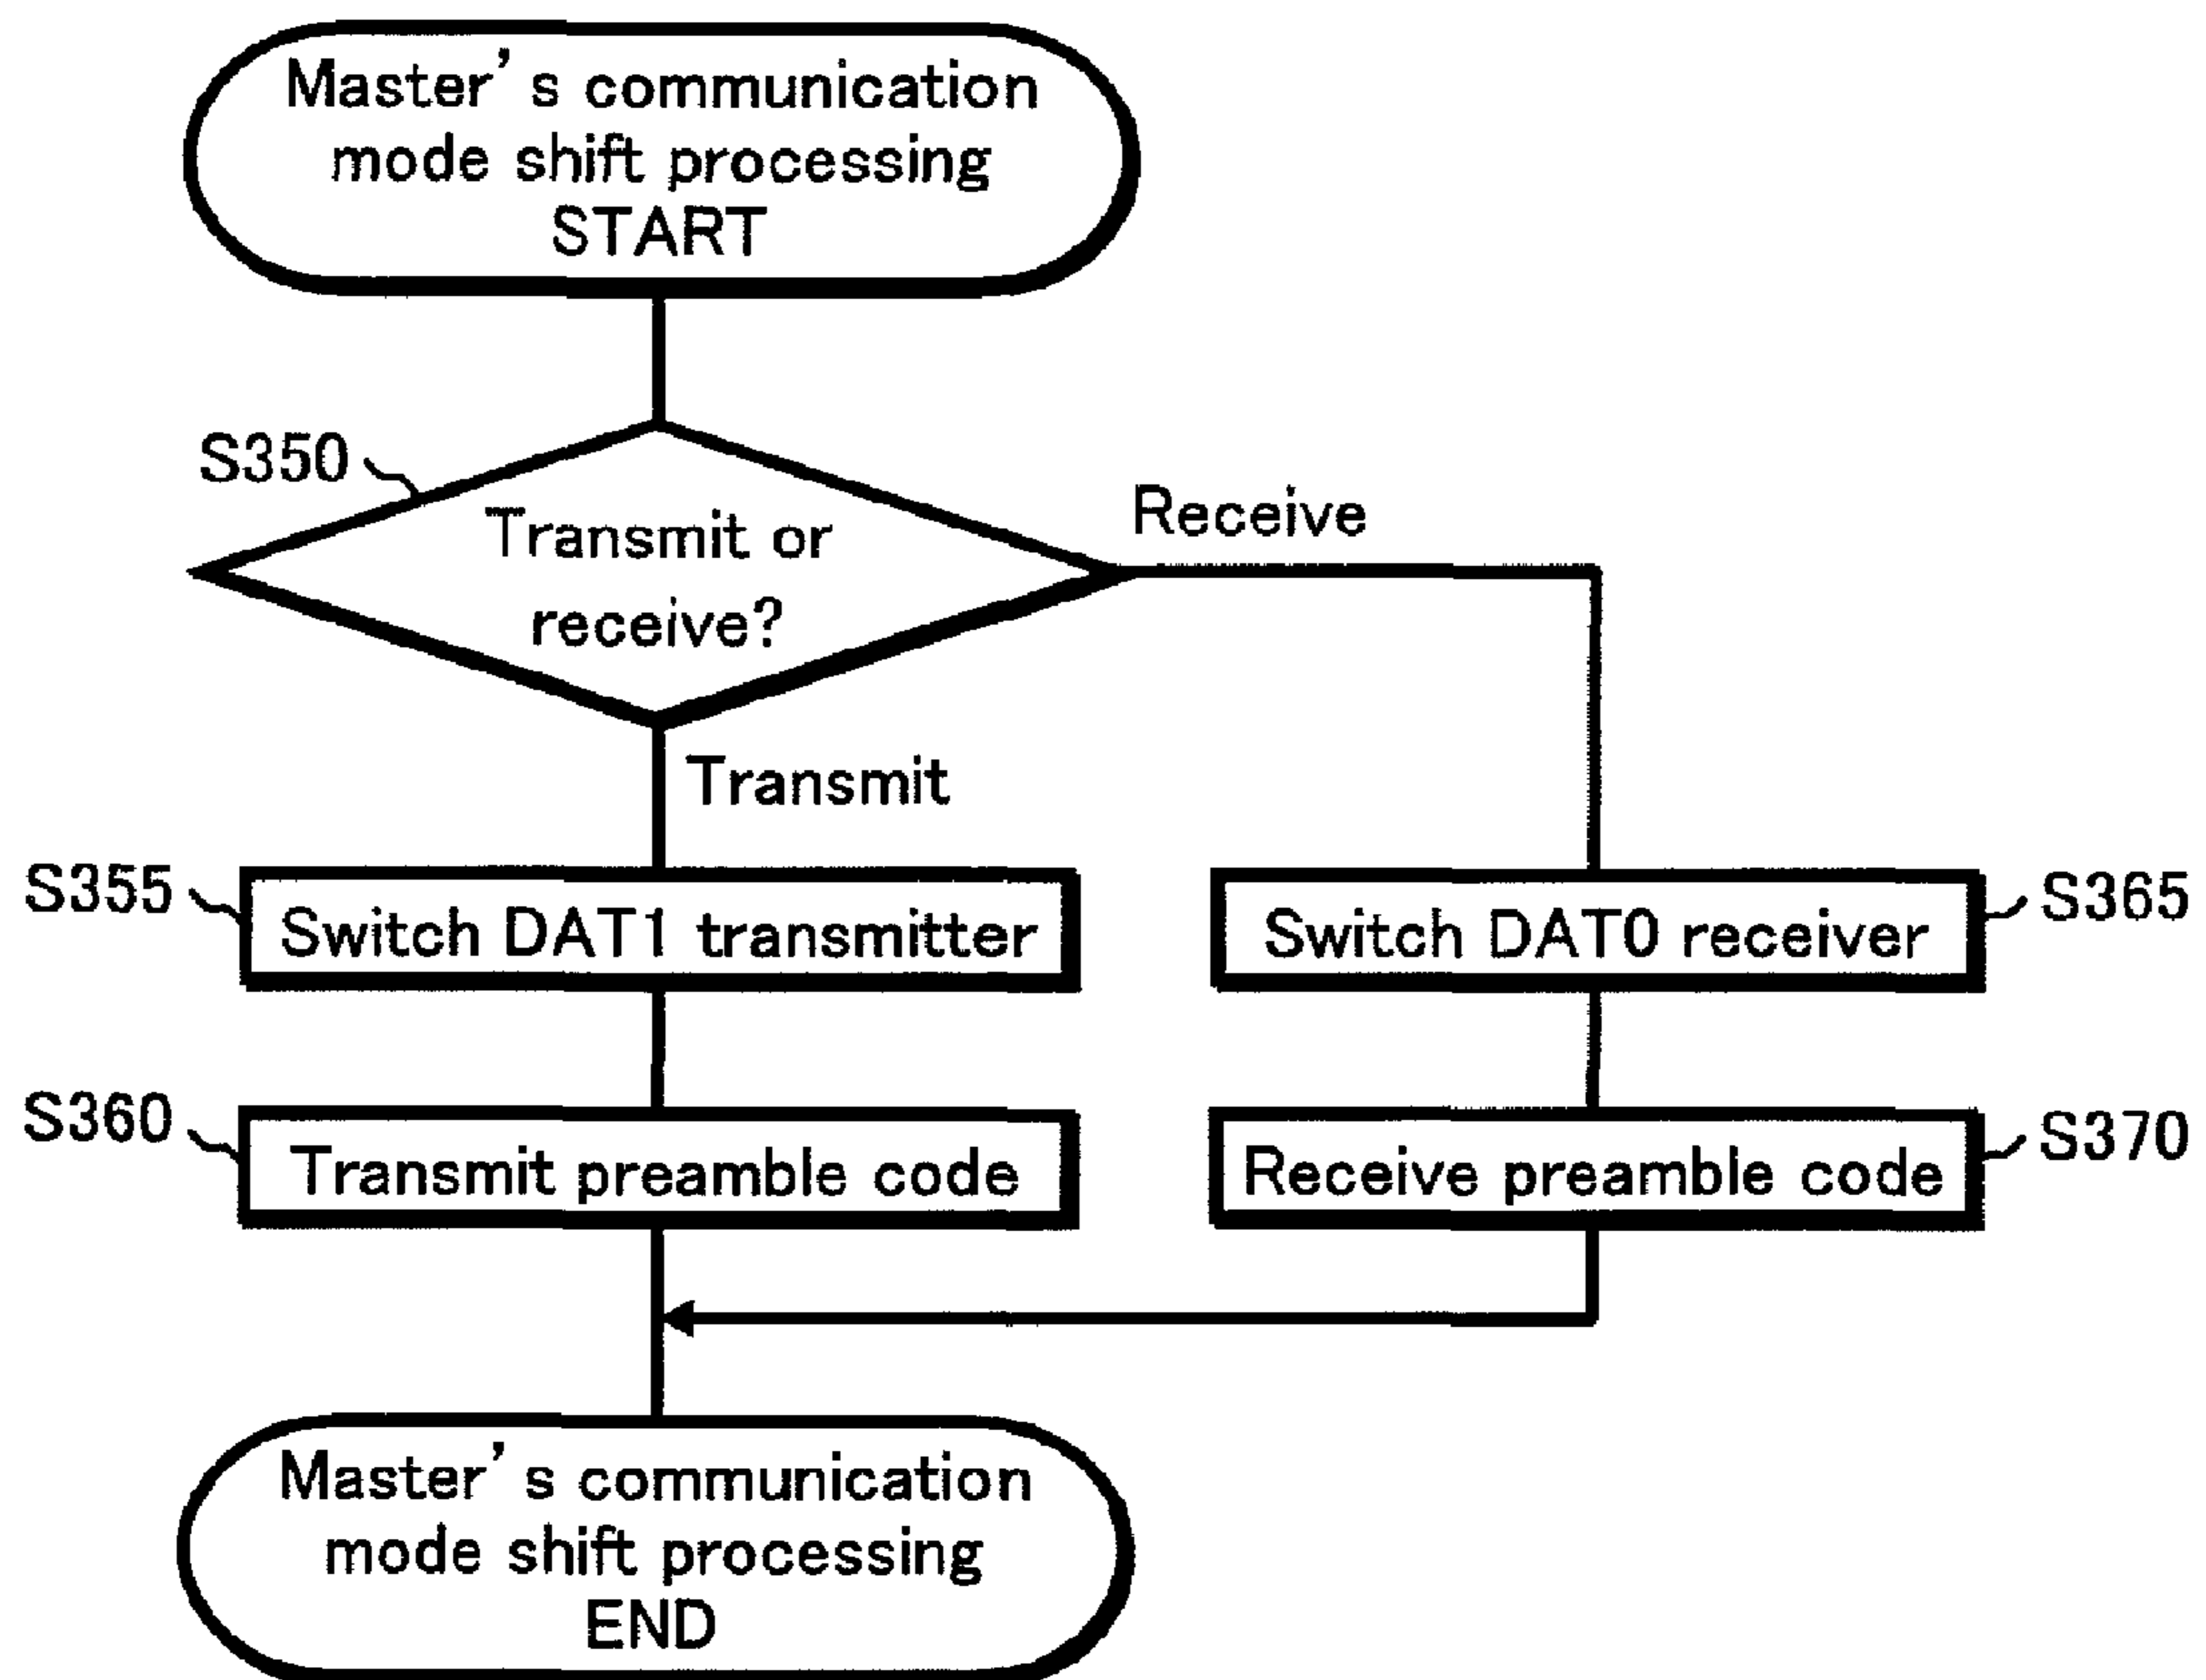 Master's communication
mode shift processing
START
S350
Transmit or
receive?
Receive
Transmit
S355
Switch DAT1 transmitter
Switch DAT0 receiver
S365
S360
Transmit preamble code
Receive preamble code
S370
Master's communication
mode shift processing
END